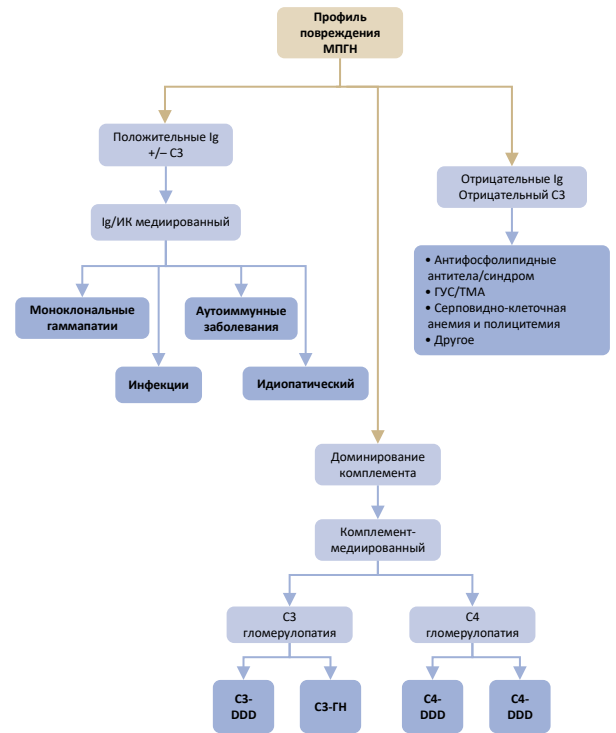 Профиль
повреждения
МПГН
Положительные Ig
+/– C3
Отрицательные Ig
Отрицательный C3
Ig/ИК медиированный
• Антифосфолипидные
антитела/синдром
• ГУС/ТМА
• Серповидно-клеточная
анемия и полицитемия
• Другое
Моноклональные
гаммапатии
Аутоиммунные
заболевания
Инфекции
Идиопатический
Доминирование
комплемента
Комплемент-
медиированный
C3
гломерулопатия
C4
гломерулопатия
C3-
DDD
C3-ГН
C4-
DDD
C4-
DDD